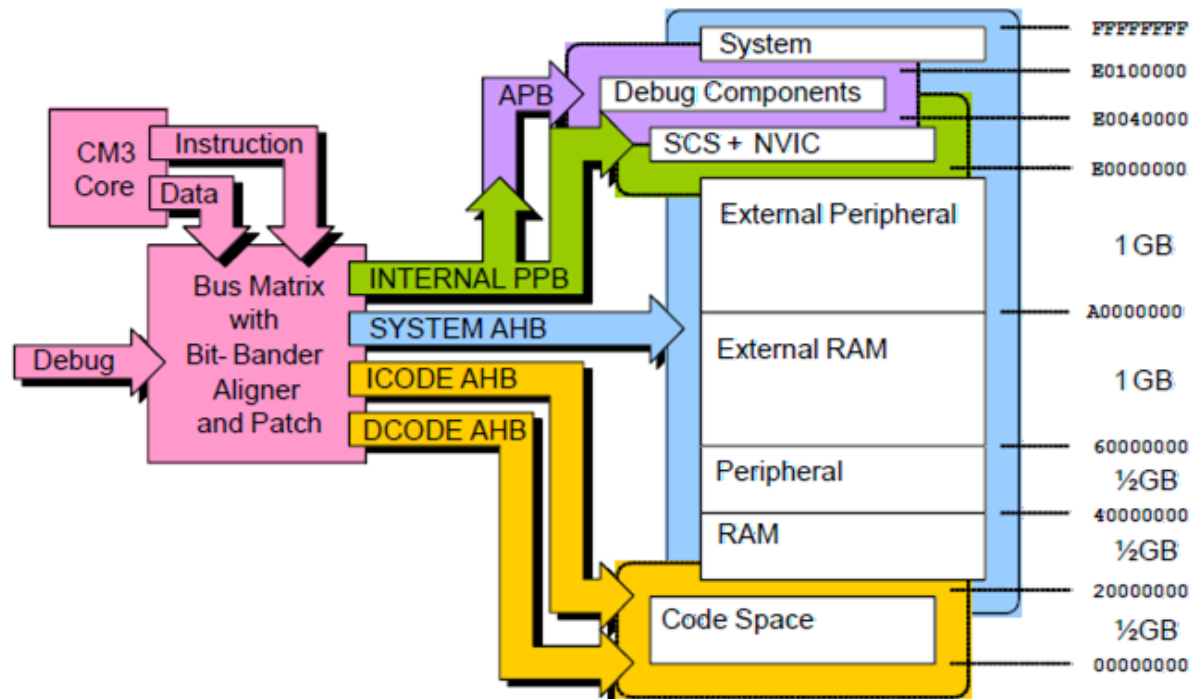 System
FFFFFFFF
E0100000
APB
Debug Components
E0040000
CM3
Core
Instruction
Data
SCS + NVIC
E0000000
External Peripheral
1GB
Bus Matrix
with
Bit-Bander
Aligner
and Patch
INTERNAL PPB
SYSTEM AHB
ICODE AHB
DCODE AHB
Debug
A0000000
External RAM
1GB
60000000
Peripheral
½GB
40000000
RAM
½GB
20000000
Code Space
½GB
00000000